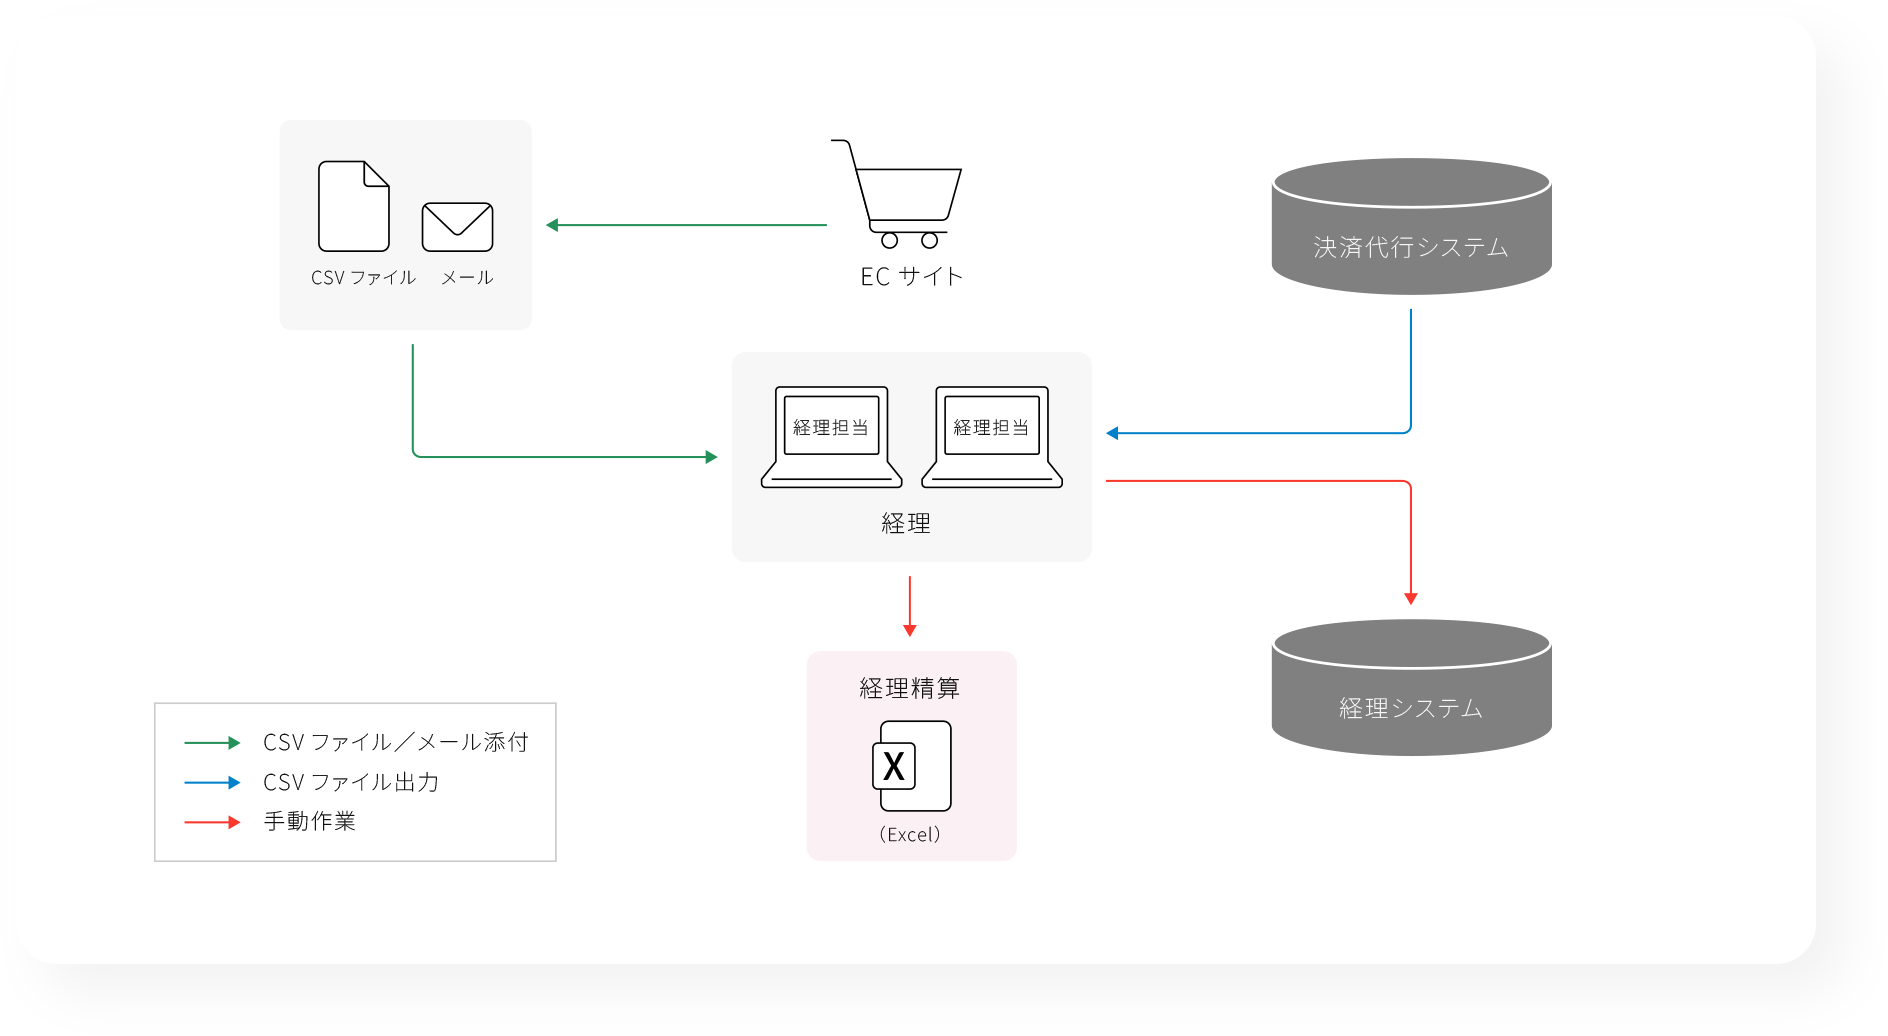 CSV ファイル
メール
EC サイト
決済代行システム
経理担当
経理担当
経理
経理精算
X
（Excel）
経理システム
CSV ファイル／メール添付
CSV ファイル出力
手動作業